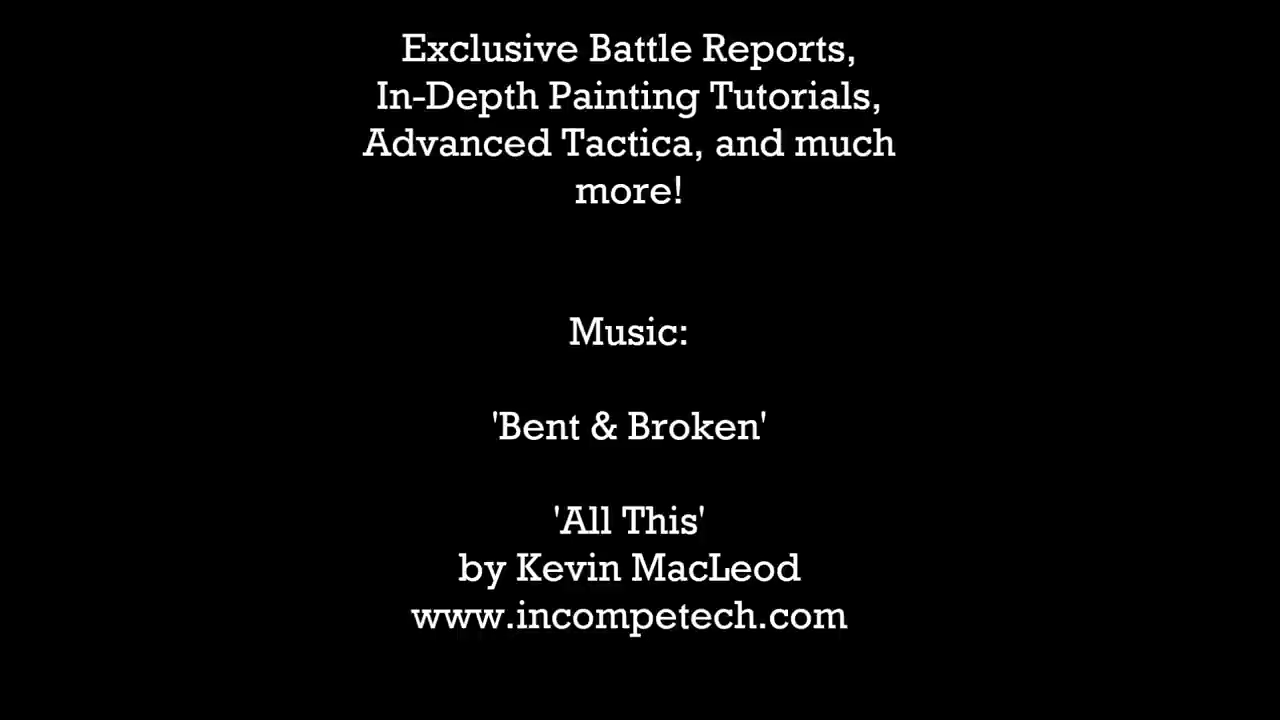 Exclusive Battle Reports,
In-Depth Painting Tutorials,
Advanced Tactica, and much
more!
Music:
'Bent & Broken'
'All This'
by Kevin MacLeod
www.incompetech.com